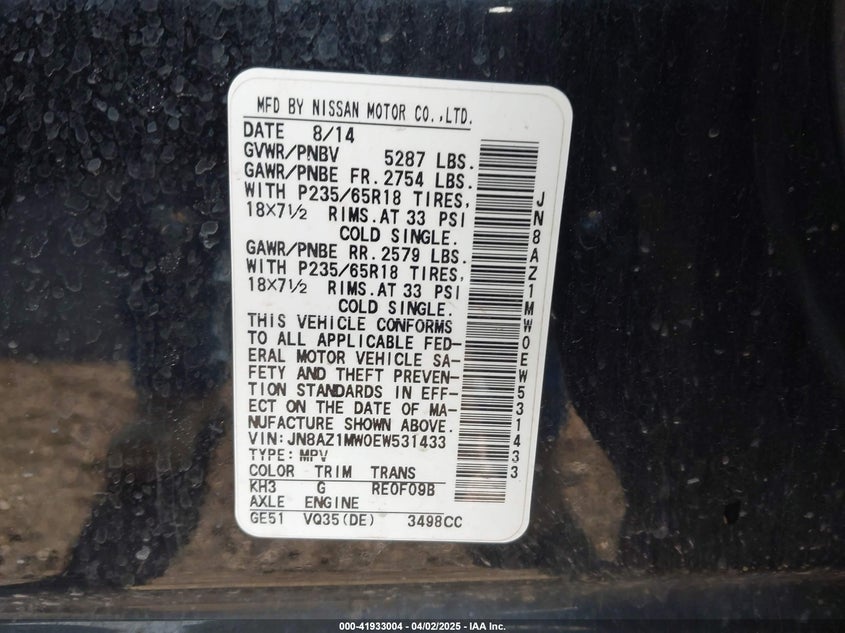 MFD BY NISSAN MOTOR CO.,LTD.
DATE 8/14
GVWR/PNBV 5287 LBS.
GAWR/PNBE FR. 2754 LBS.
WITH P235/65R18 TIRES,
18×7½ RIMS. AT 33 PSI
COLD SINGLE.
GAWR/PNBE RR. 2579 LBS.
WITH P235/65R18 TIRES,
18×7½ RIMS. AT 33 PSI
COLD SINGLE.
THIS VEHICLE CONFORMS
TO ALL APPLICABLE FED-
ERAL MOTOR VEHICLE SA-
FETY AND THEFT PREVEN-
TION STANDARDS IN EFF-
ECT ON THE DATE OF MA-
NUFACTURE SHOWN ABOVE.
VIN: JN8AZ1MW0EW531433
TYPE: MPV
COLOR TRIM TRANS
KH3 G RE0F09B
AXLE ENGINE
GE51 VQ35(DE) 3498CC
JN8AZ1MW0EW531433
000-41933004 - 04/02/2025 - IAA Inc.